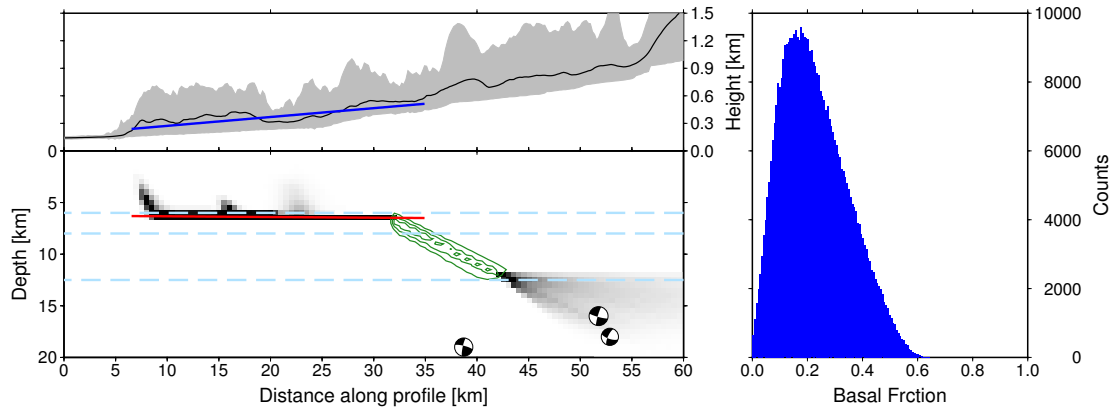 1.5
1.2
0.9
0.6
0.3
0.0
Height [km]
0
5
10
15
20
Depth [km]
0 5 10 15 20 25 30 35 40 45 50 55 60
Distance along profile [km]
10000
8000
6000
4000
2000
0
Counts
0.0 0.2 0.4 0.6 0.8 1.0
Basal Frction